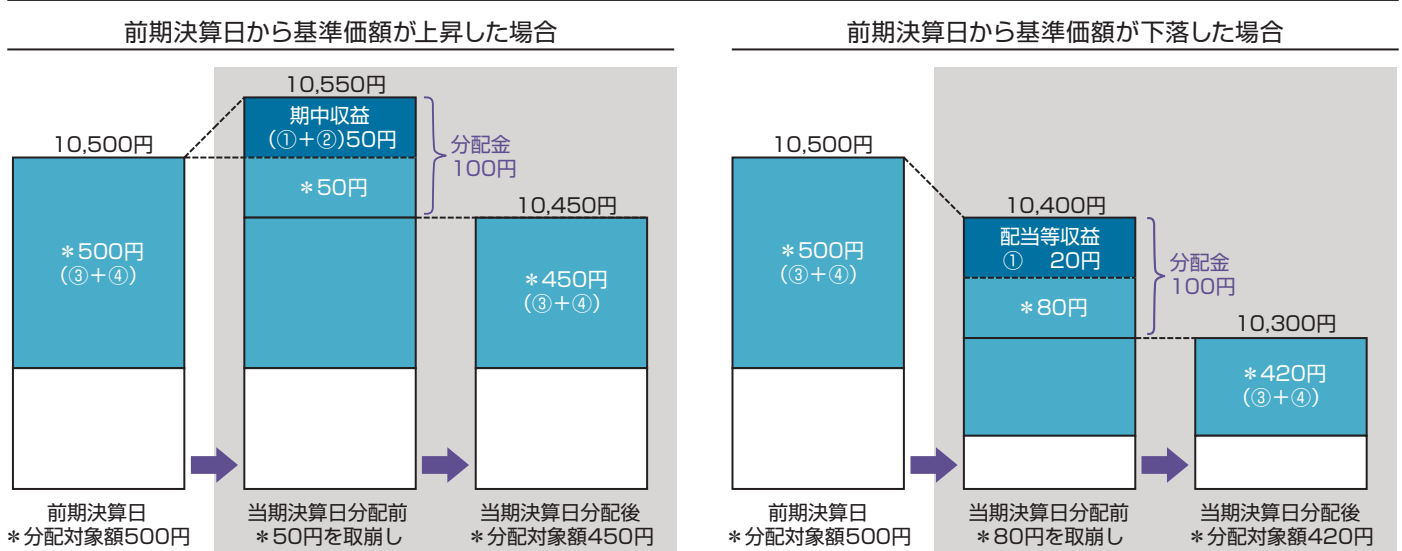 前期決算日から基準価額が上昇した場合
10,550円
期中収益
(①+②)50円
分配金
100円
10,500円
＊50円
10,450円
＊500円
(③+④)
＊450円
(③+④)
前期決算日
＊分配対象額500円
当期決算日分配前
＊50円を取崩し
当期決算日分配後
＊分配対象額450円
前期決算日から基準価額が下落した場合
10,500円
10,400円
配当等収益
① 20円
分配金
100円
＊500円
(③+④)
＊80円
10,300円
＊420円
(③+④)
前期決算日
＊分配対象額500円
当期決算日分配前
＊80円を取崩し
当期決算日分配後
＊分配対象額420円